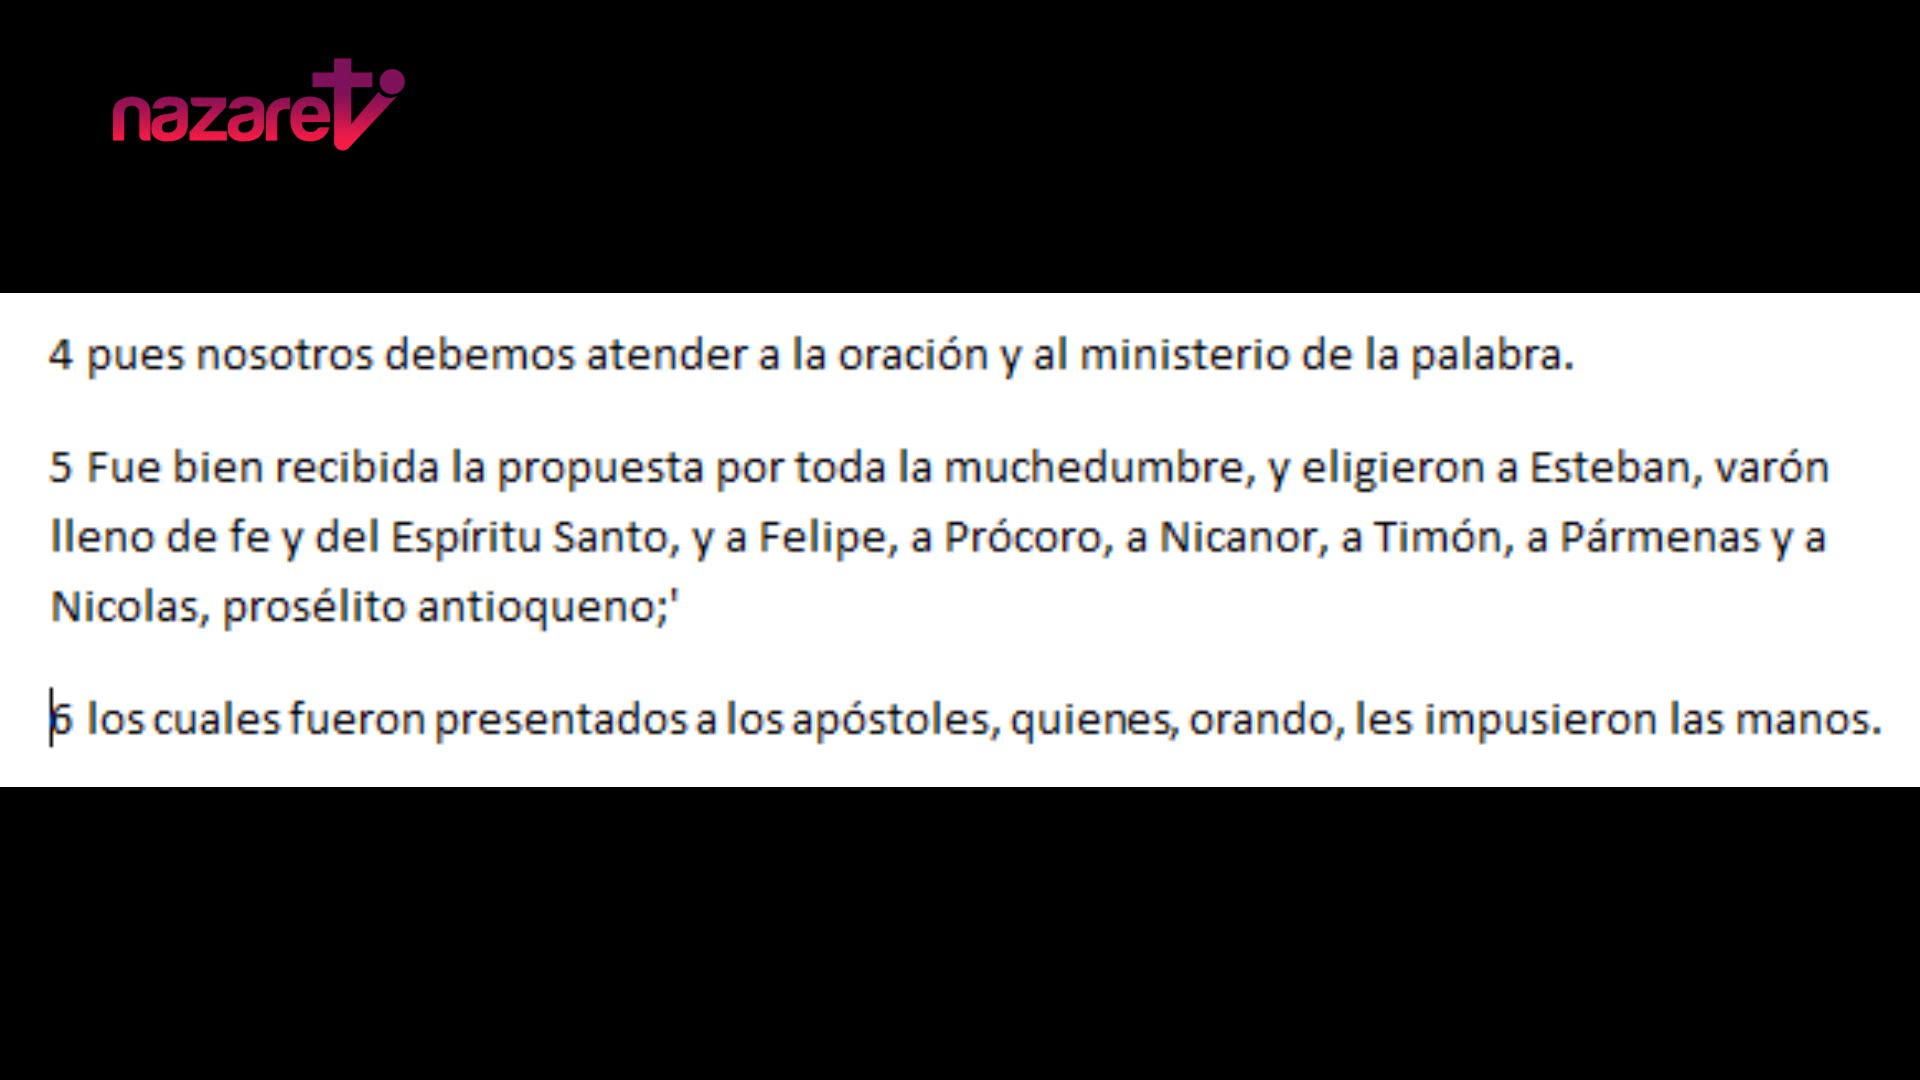 nazaretv
4 pues nosotros debemos atender a la oración y al ministerio de la palabra.
5 Fue bien recibida la propuesta por toda la muchedumbre, y eligieron a Esteban, varón
lleno de fe y del Espíritu Santo, y a Felipe, a Prócoro, a Nicanor, a Timón, a Pármenas y a
Nicolas, prosélito antioqueno;'
6 los cuales fueron presentados a los apóstoles, quienes, orando, les impusieron las manos.